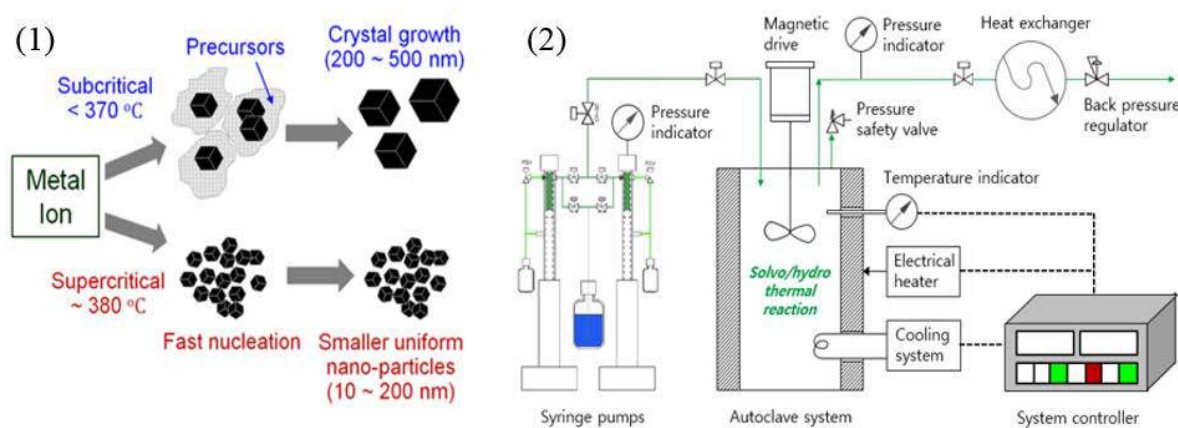 (1)
Precursors
Crystal growth
(200 ~ 500 nm)
Subcritical
< 370 ℃
Metal
Ion
Supercritical
~ 380 ℃
Fast nucleation
Smaller uniform
nano-particles
(10 ~ 200 nm)
(2)
Magnetic
drive
Pressure
indicator
Heat exchanger
Pressure
indicator
Pressure
safety valve
Back pressure
regulator
Temperature indicator
Solvo/hydro
thermal
reaction
Electrical
heater
Cooling
system
Syringe pumps
Autoclave system
System controller